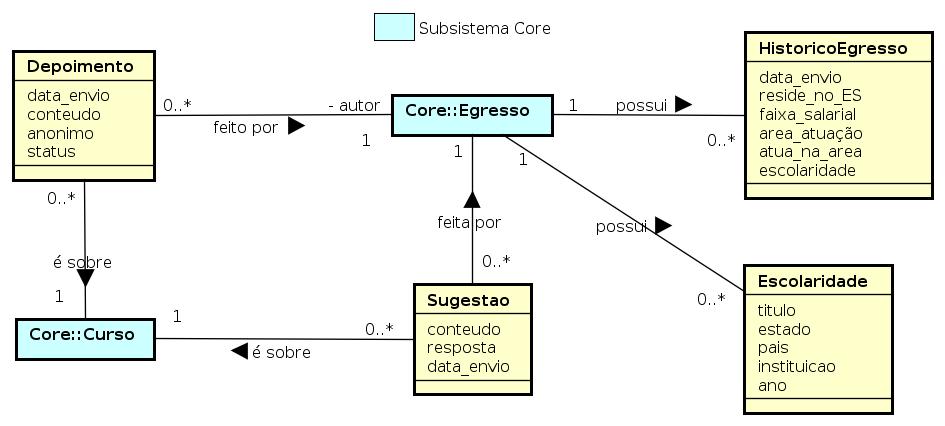 Subsistema Core
Depoimento
data_envio
conteudo
anonimo
status
0..*
feito por
- autor
1
Core::Egresso
1
possui
0..*
HistoricoEgresso
data_envio
reside_no_ES
faixa_salarial
area_atuação
atua_na_area
escolaridade
0..*
é sobre
1
Core::Curso
1
feita por
0..*
1
possui
0..*
Sugestao
conteudo
resposta
data_envio
1
0..*
é sobre
Escolaridade
titulo
estado
pais
instituicao
ano